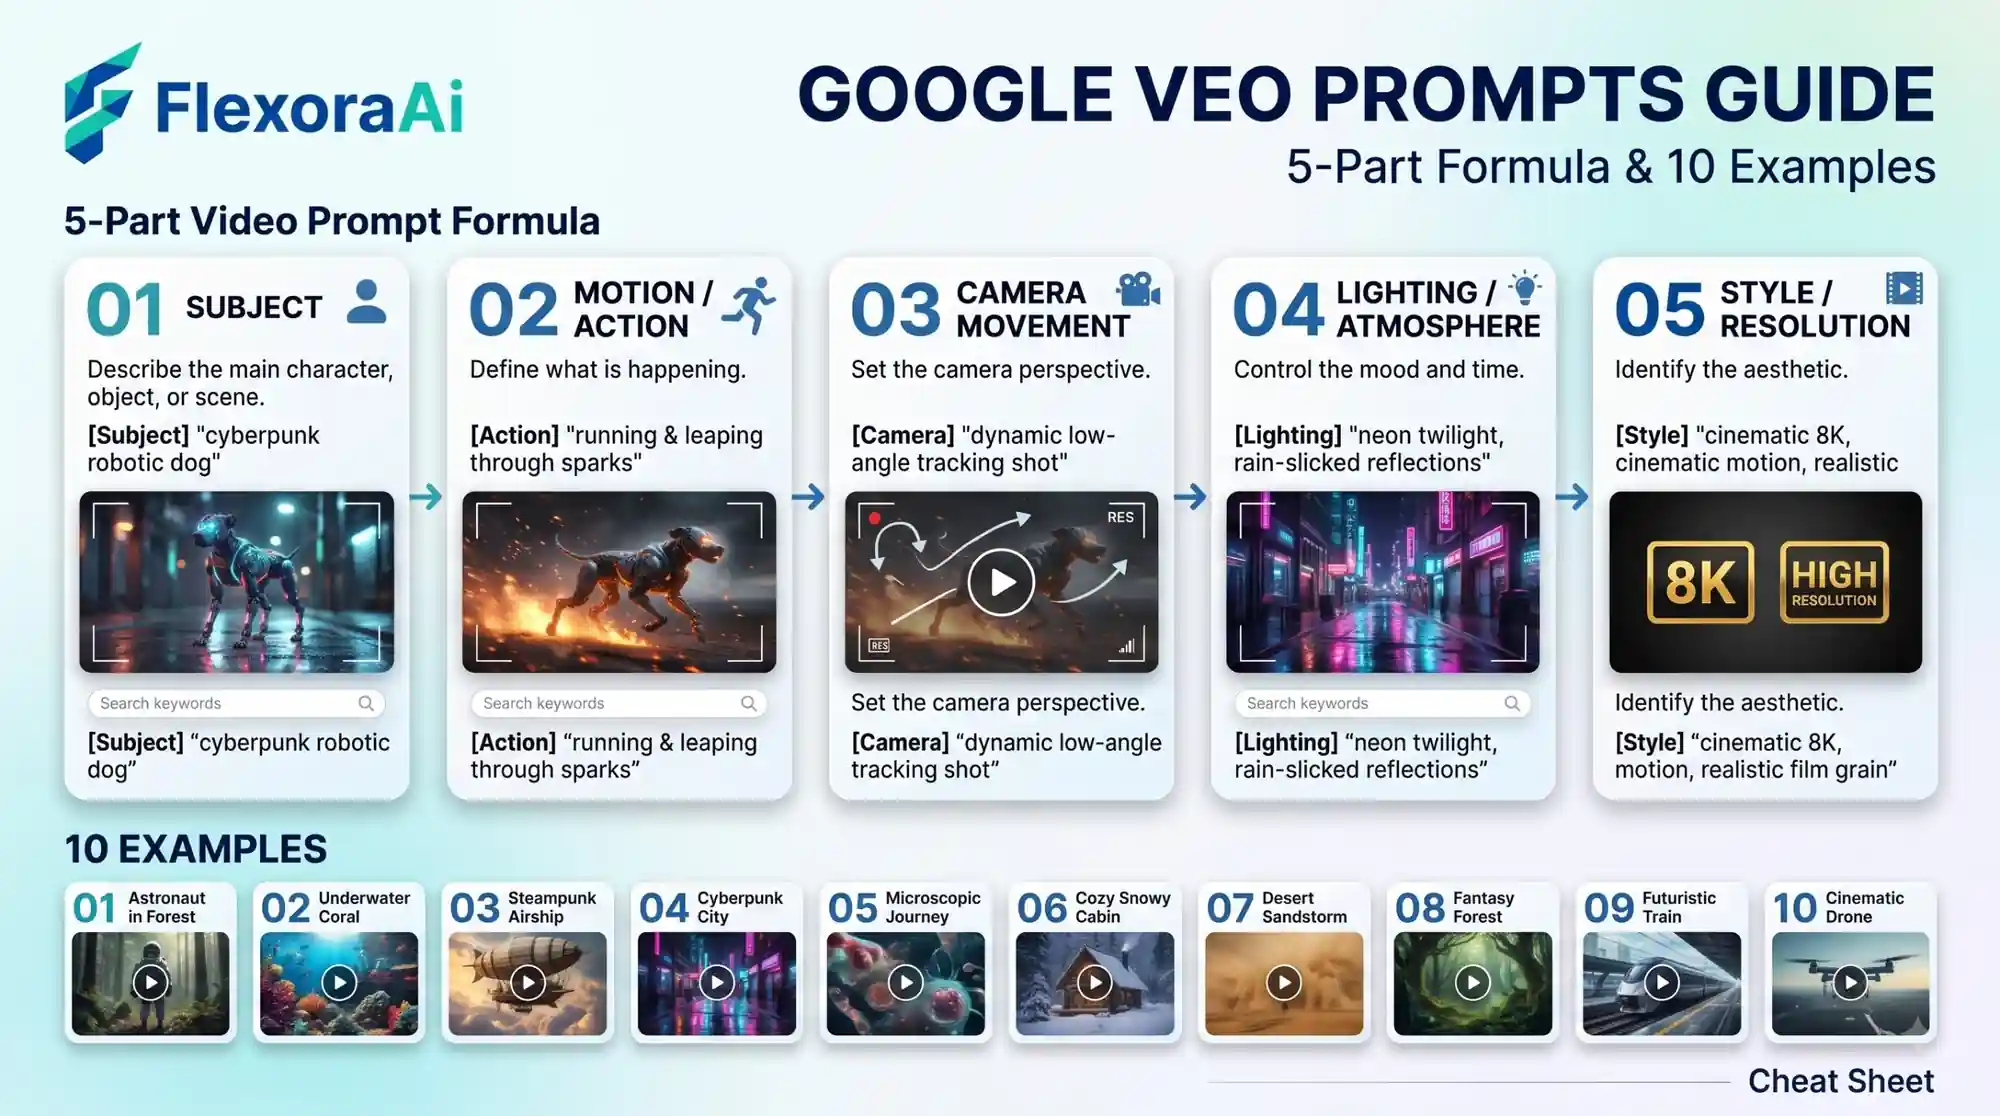 FlexoraAi
GOOGLE VEO PROMPTS GUIDE
5-Part Formula & 10 Examples
5-Part Video Prompt Formula
01 SUBJECT
Describe the main character,
object, or scene.
[Subject] "cyberpunk
robotic dog"
Search keywords
[Subject] “cyberpunk robotic
dog”
02 MOTION /
ACTION
Define what is happening.
[Action] "running & leaping
through sparks"
Search keywords
[Action] “running & leaping
through sparks”
03 CAMERA
MOVEMENT
Set the camera perspective.
[Camera] "dynamic low-
angle tracking shot"
RES
RES
Set the camera perspective.
[Camera] “dynamic low-angle
tracking shot”
04 LIGHTING /
ATMOSPHERE
Control the mood and time.
[Lighting] "neon twilight,
rain-slicked reflections"
Search keywords
[Lighting] “neon twilight,
rain-slicked reflections”
05 STYLE /
RESOLUTION
Identify the aesthetic.
[Style] "cinematic 8K,
cinematic motion, realistic
8K
HIGH
RESOLUTION
Identify the aesthetic.
[Style] “cinematic 8K,
motion, realistic film grain”
10 EXAMPLES
01 Astronaut
in Forest
02 Underwater
Coral
03 Steampunk
Airship
04 Cyberpunk
City
05 Microscopic
Journey
06 Cozy Snowy
Cabin
07 Desert
Sandstorm
08 Fantasy
Forest
09 Futuristic
Train
10 Cinematic
Drone
Cheat Sheet